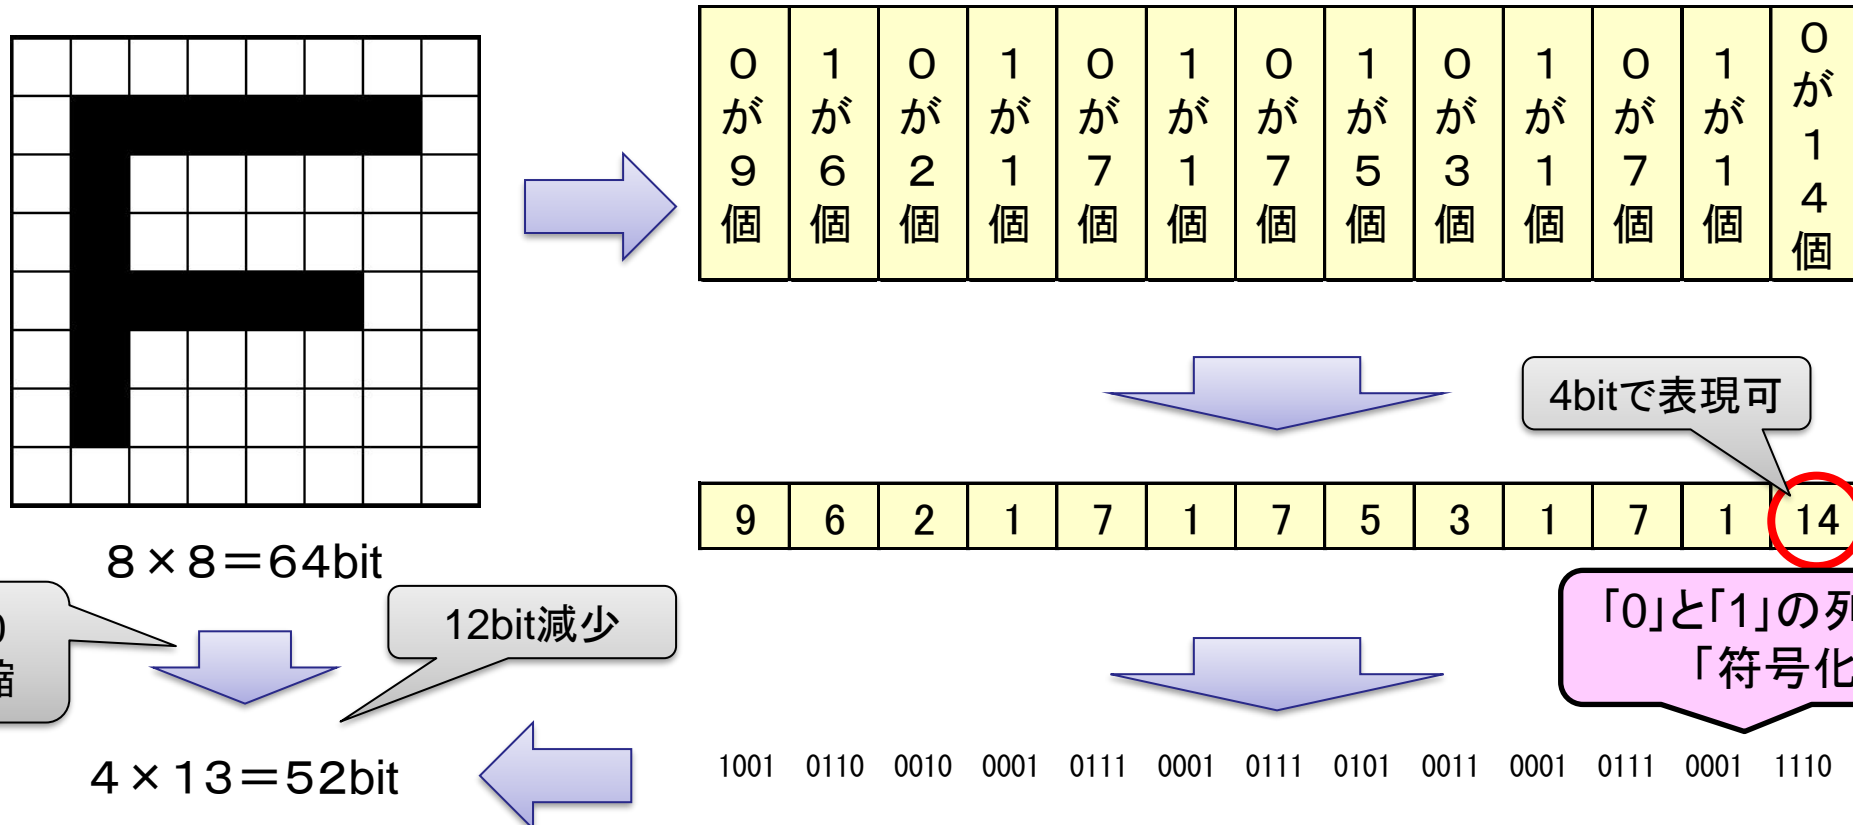 0が9個
1が6個
0が2個
1が1個
0が7個
1が1個
0が7個
1が5個
0が3個
1が1個
0が7個
1が1個
0が14個
4bitで表現可
9 6 2 1 7 1 7 5 3 1 7 1 14
8×8=64bit
12bit減少
「0」と「1」の列
「符号化
縮
4×13=52bit
1001 0110 0010 0001 0111 0001 0111 0101 0011 0001 0111 0001 1110